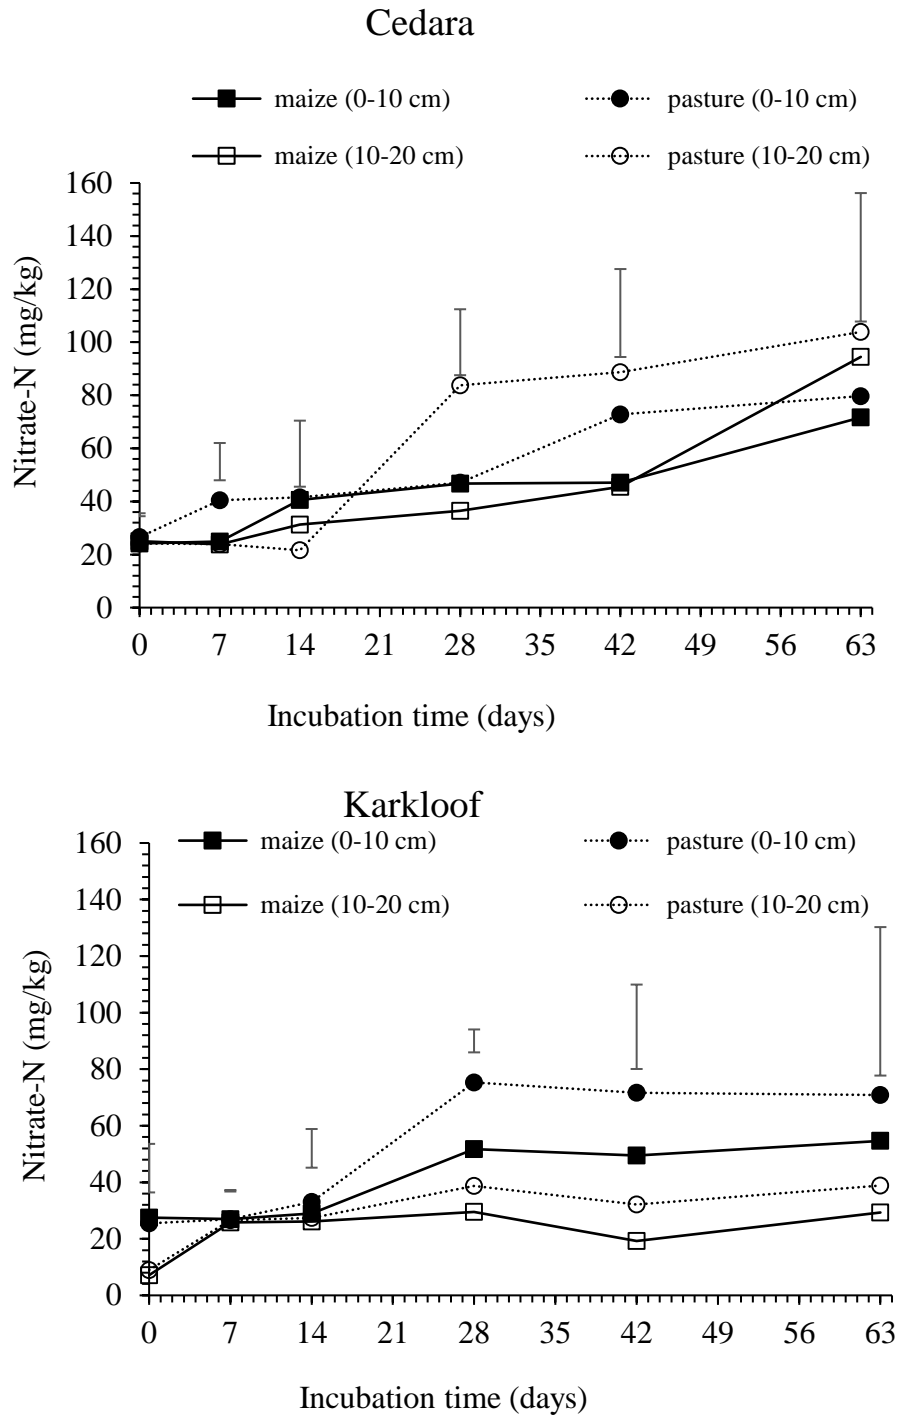 Cedara
maize (0-10 cm) pasture (0-10 cm)
maize (10-20 cm) pasture (10-20 cm)
160
140
120
100
80
60
40
20
0
Nitrate-N (mg/kg)
0 7 14 21 28 35 42 49 56 63
Incubation time (days)
Karkloof
maize (0-10 cm) pasture (0-10 cm)
maize (10-20 cm) pasture (10-20 cm)
160
140
120
100
80
60
40
20
0
Nitrate-N (mg/kg)
0 7 14 21 28 35 42 49 56 63
Incubation time (days)